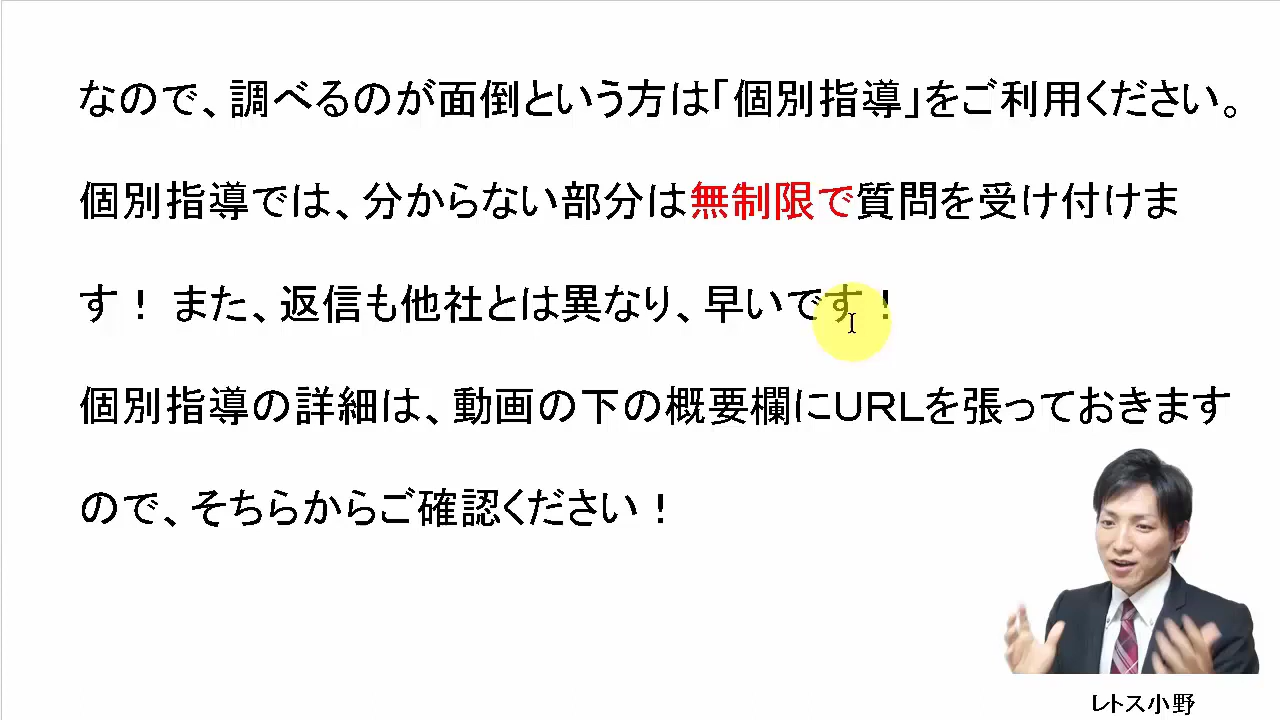 なので、調べるのが面倒という方は「個別指導」をご利用ください。
個別指導では、分からない部分は無制限で質問を受け付けま
す！ また、返信も他社とは異なり、早いです！
個別指導の詳細は、動画の下の概要欄にＵＲＬを張っておきます
ので、そちらからご確認ください！
レトス小野